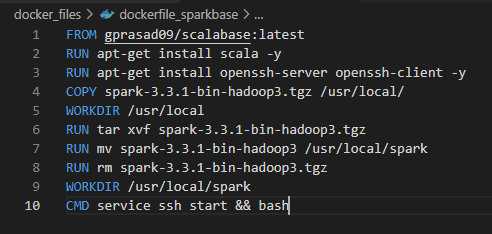 docker_files > dockerfile_sparkbase > ...
1 FROM gprasad09/scalabase:latest
2 RUN apt-get install scala -y
3 RUN apt-get install openssh-server openssh-client -y
4 COPY spark-3.3.1-bin-hadoop3.tgz /usr/local/
5 WORKDIR /usr/local
6 RUN tar xvf spark-3.3.1-bin-hadoop3.tgz
7 RUN mv spark-3.3.1-bin-hadoop3 /usr/local/spark
8 RUN rm spark-3.3.1-bin-hadoop3.tgz
9 WORKDIR /usr/local/spark
10 CMD service ssh start && bash